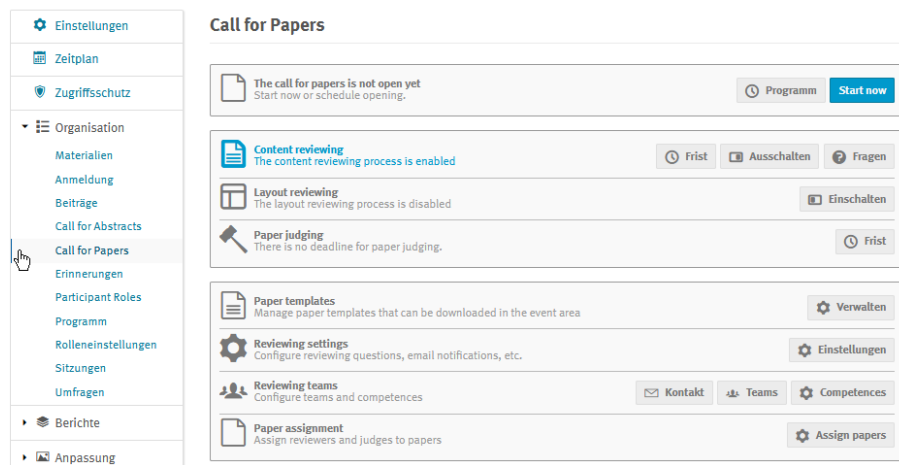 Einstellungen
Zeitplan
Zugriffsschutz
Organisation
Materialien
Anmeldung
Beiträge
Call for Abstracts
Call for Papers
Erinnerungen
Participant Roles
Programm
Rolleneinstellungen
Sitzungen
Umfragen
Berichte
Anpassung
Call for Papers
The call for papers is not open yet
Start now or schedule opening.
Programm Start now
Content reviewing
The content reviewing process is enabled
Frist Ausschalten Fragen
Layout reviewing
The layout reviewing process is disabled
Einschalten
Paper judging
There is no deadline for paper judging.
Frist
Paper templates
Manage paper templates that can be downloaded in the event area
Verwalten
Reviewing settings
Configure reviewing questions, email notifications, etc.
Einstellungen
Reviewing teams
Configure teams and competences
Kontakt Teams Competences
Paper assignment
Assign reviewers and judges to papers
Assign papers